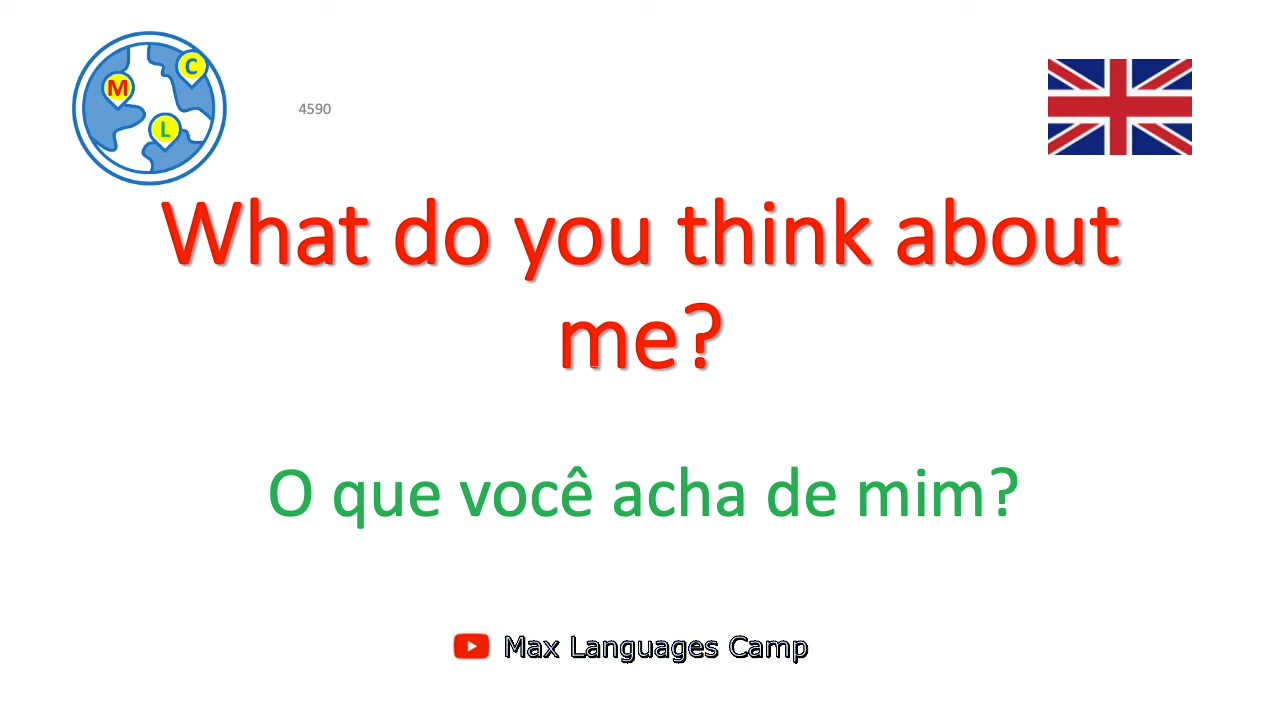 C
M
L
4590
What do you think about
me?
O que você acha de mim?
Max Languages Camp